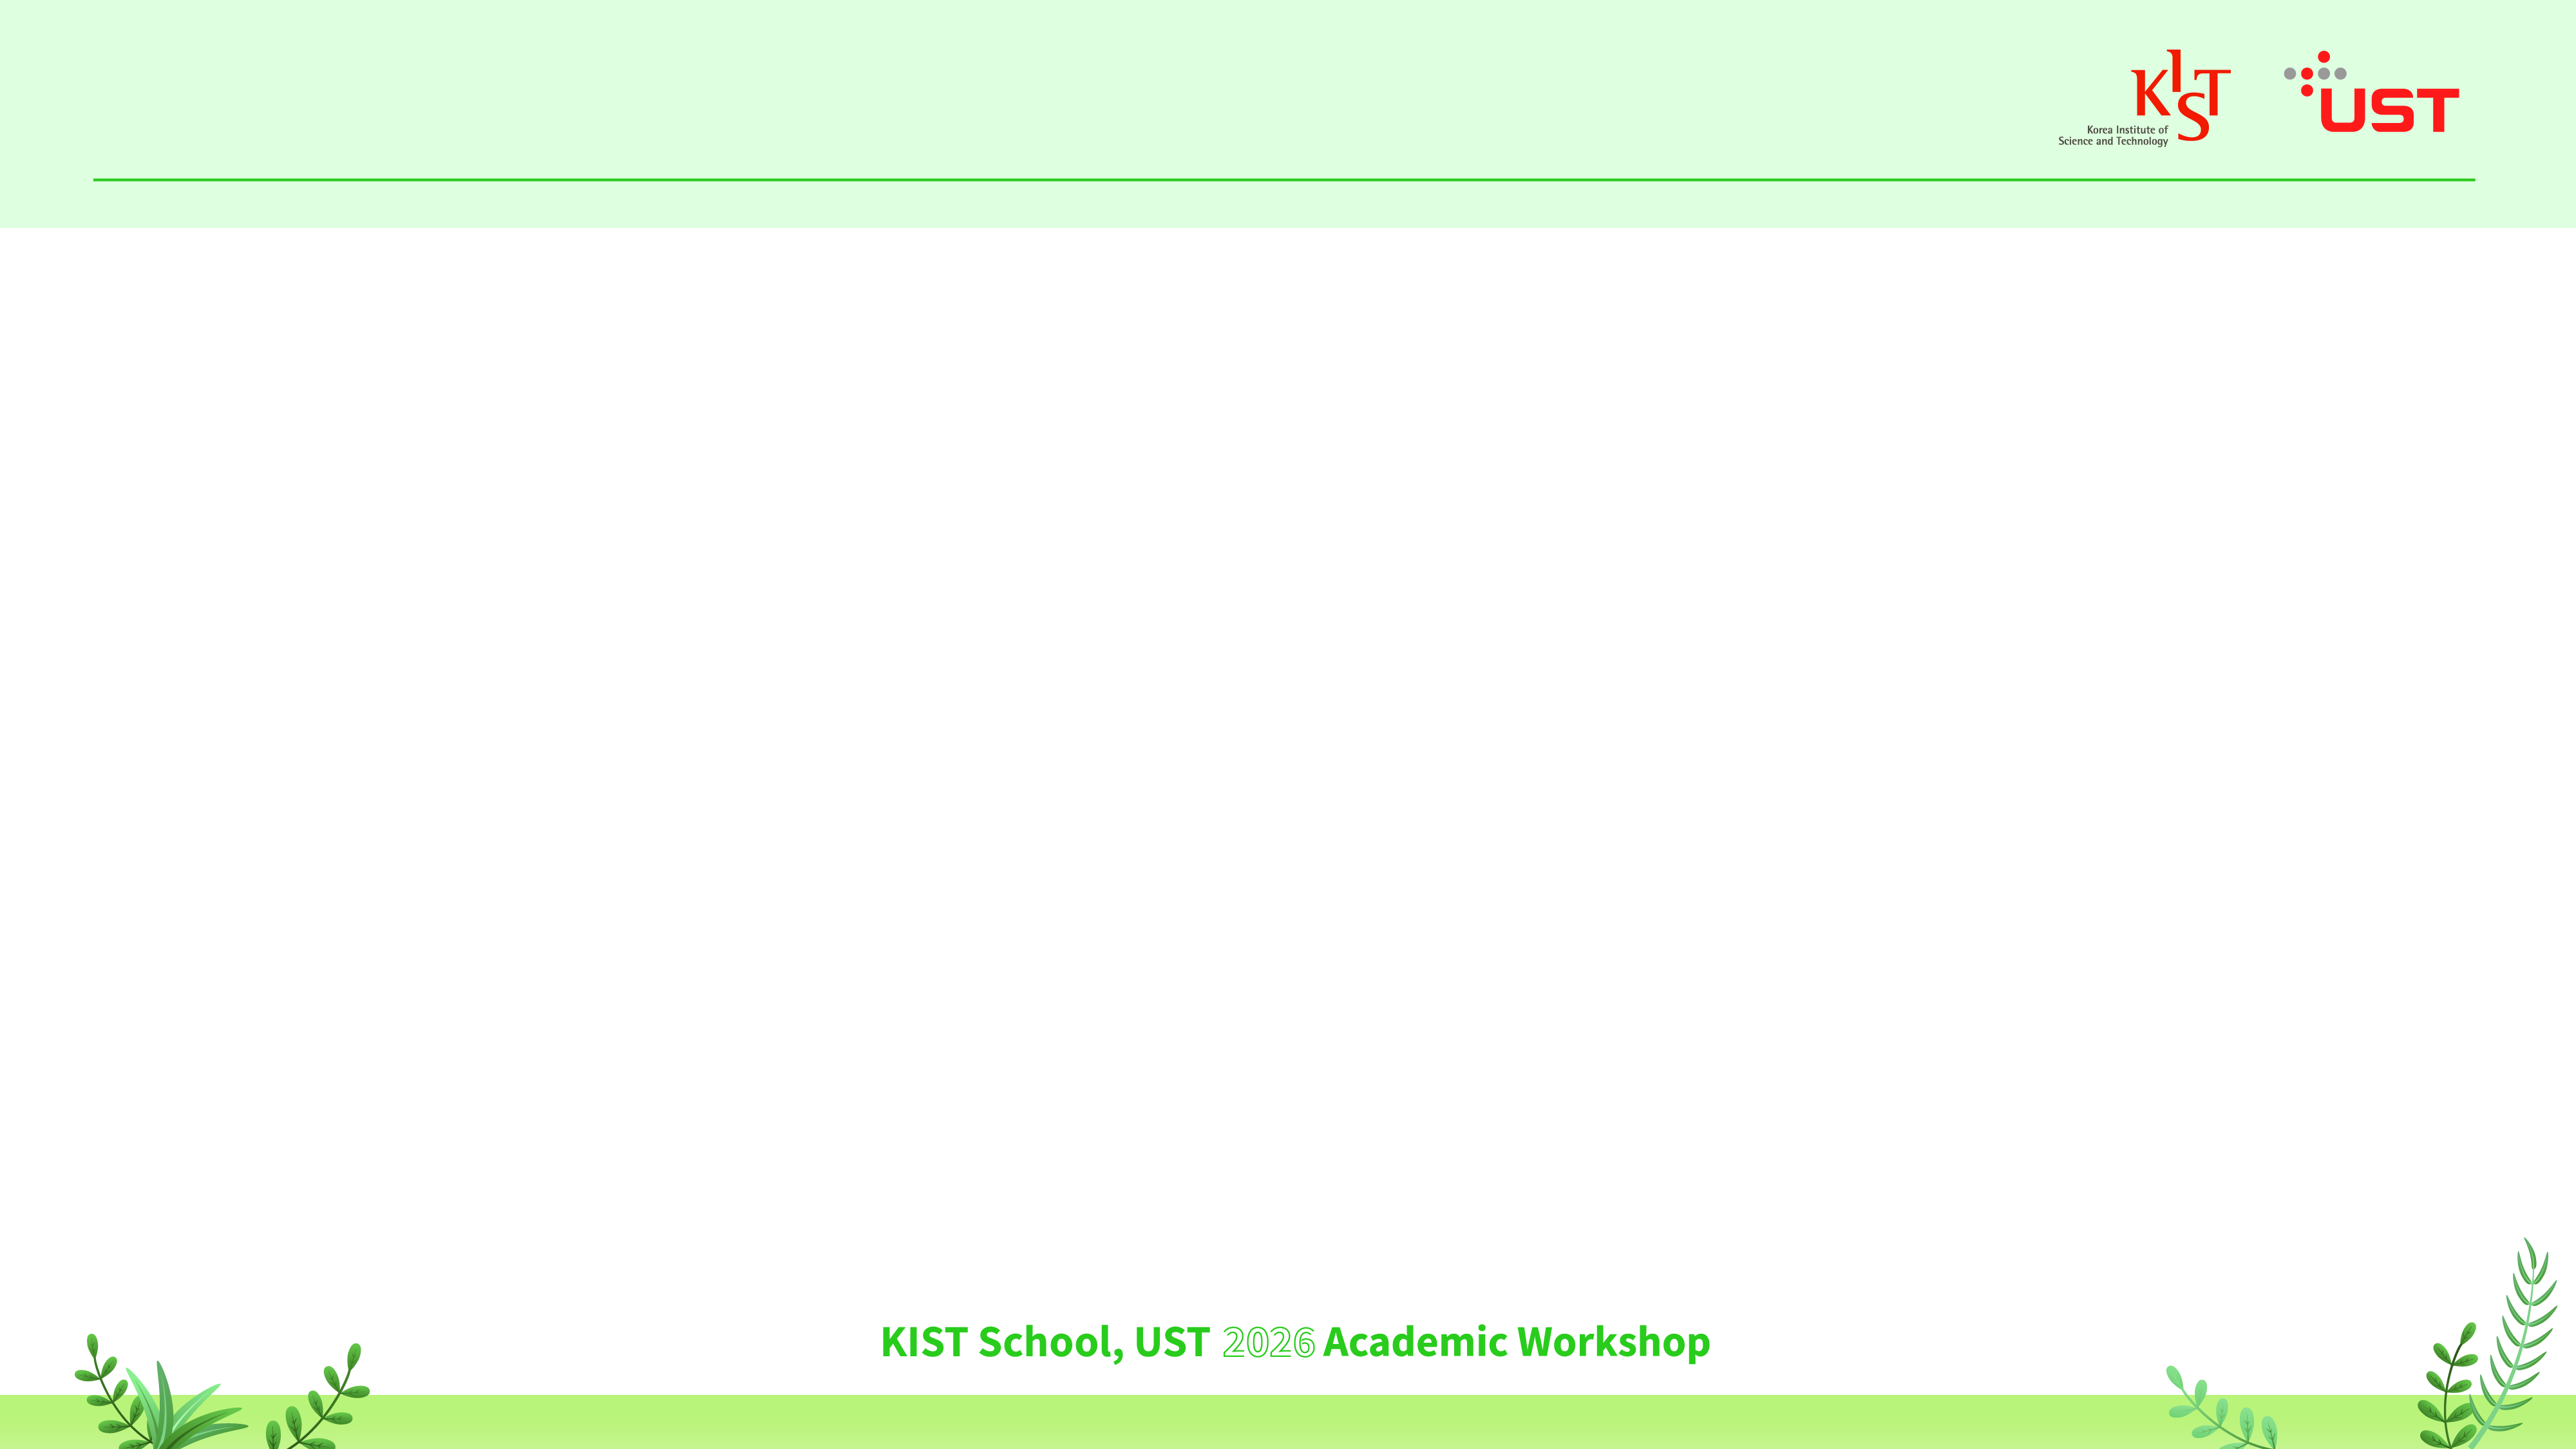 KIST
Korea Institute of
Science and Technology
UST
KIST School, UST 2026 Academic Workshop